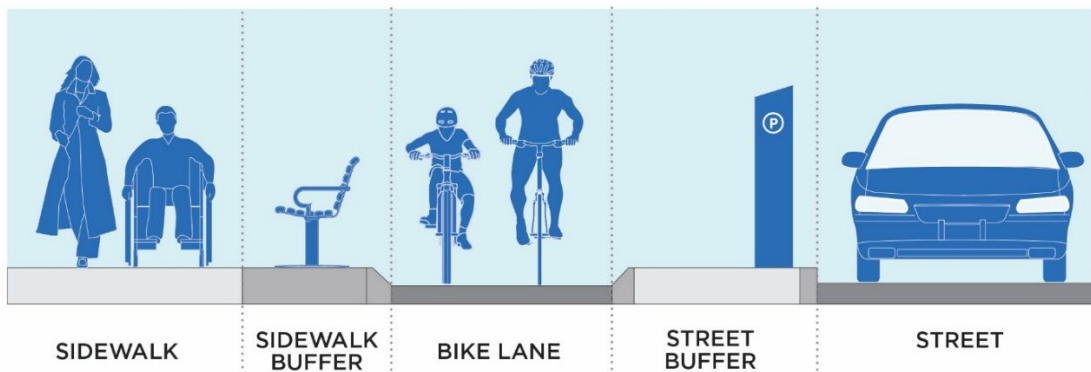 P
SIDEWALK
SIDEWALK
BUFFER
BIKE LANE
STREET
BUFFER
STREET